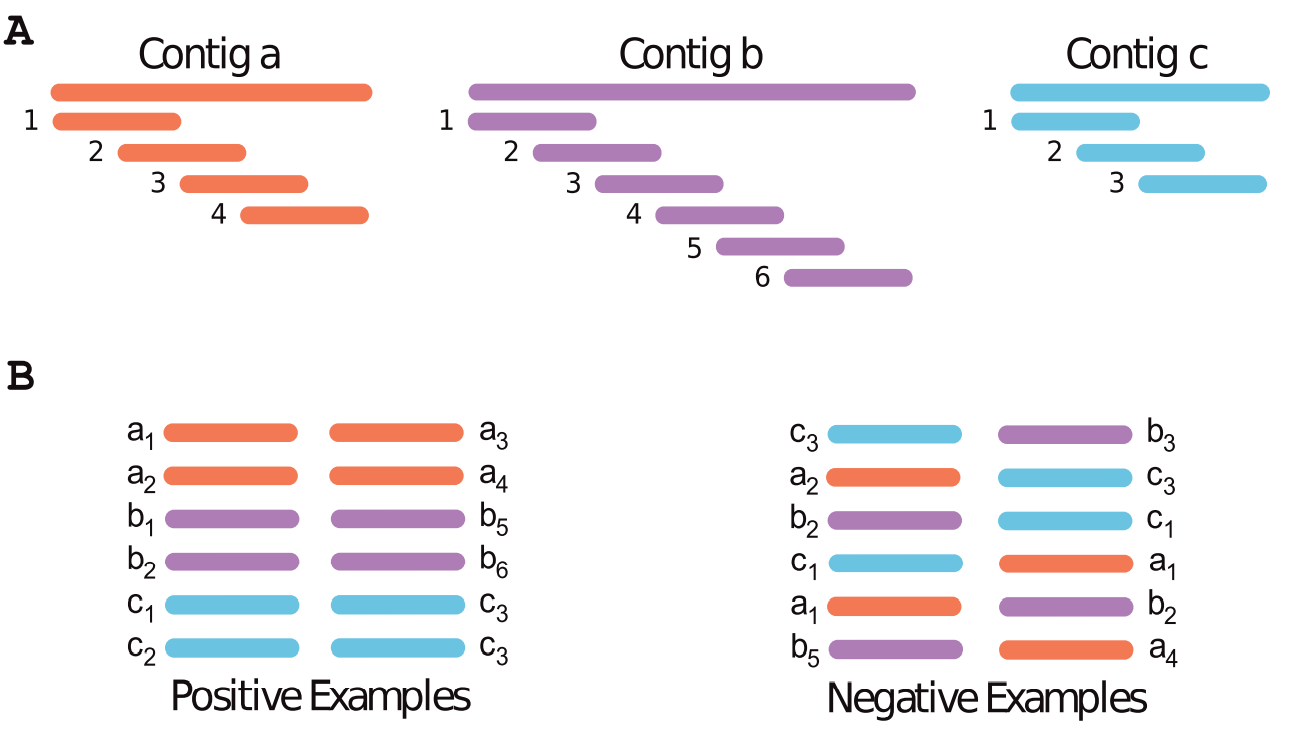 A
Contig a
Contig b
Contig c
1
2
3
4
1
2
3
4
5
6
1
2
3
B
a1 a3
a2 a4
b1 b5
b2 b6
c1 c3
c2 c3
Positive Examples
c3 b3
a2 c3
b2 c1
c1 a1
a1 b2
b5 a4
Negative Examples